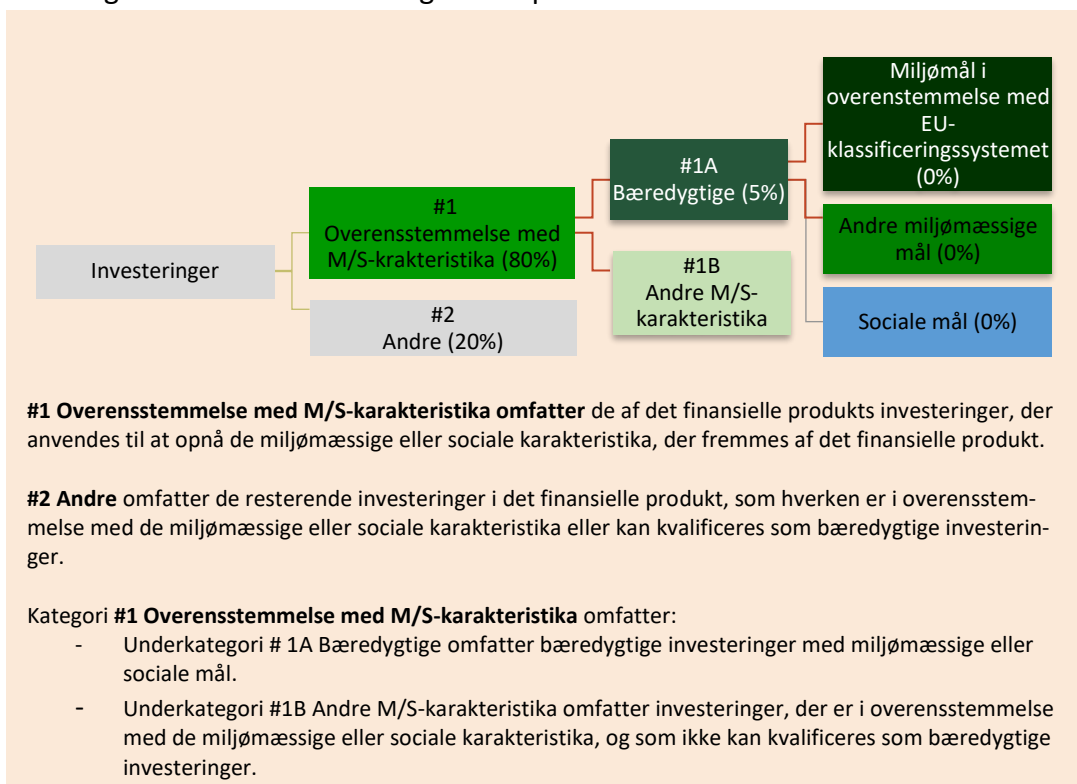 Miljømål i
overenstemmelse med
EU-
klassificeringssystemet
(0%)
#1A
Bæredygtige (5%)
#1
Overensstemmelse med
M/S-krakteristika (80%)
Andre miljømæssige
mål (0%)
Investeringer
#1B
Andre M/S-
karakteristika
#2
Andre (20%)
Sociale mål (0%)
#1 Overensstemmelse med M/S-karakteristika omfatter de af det finansielle produkts investeringer, der
anvendes til at opnå de miljømæssige eller sociale karakteristika, der fremmes af det finansielle produkt.
#2 Andre omfatter de resterende investeringer i det finansielle produkt, som hverken er i overensstem-
melse med de miljømæssige eller sociale karakteristika eller kan kvalificeres som bæredygtige investerin-
ger.
Kategori #1 Overensstemmelse med M/S-karakteristika omfatter:
- Underkategori # 1A Bæredygtige omfatter bæredygtige investeringer med miljømæssige eller
sociale mål.
- Underkategori #1B Andre M/S-karakteristika omfatter investeringer, der er i overensstemmelse
med de miljømæssige eller sociale karakteristika, og som ikke kan kvalificeres som bæredygtige
investeringer.